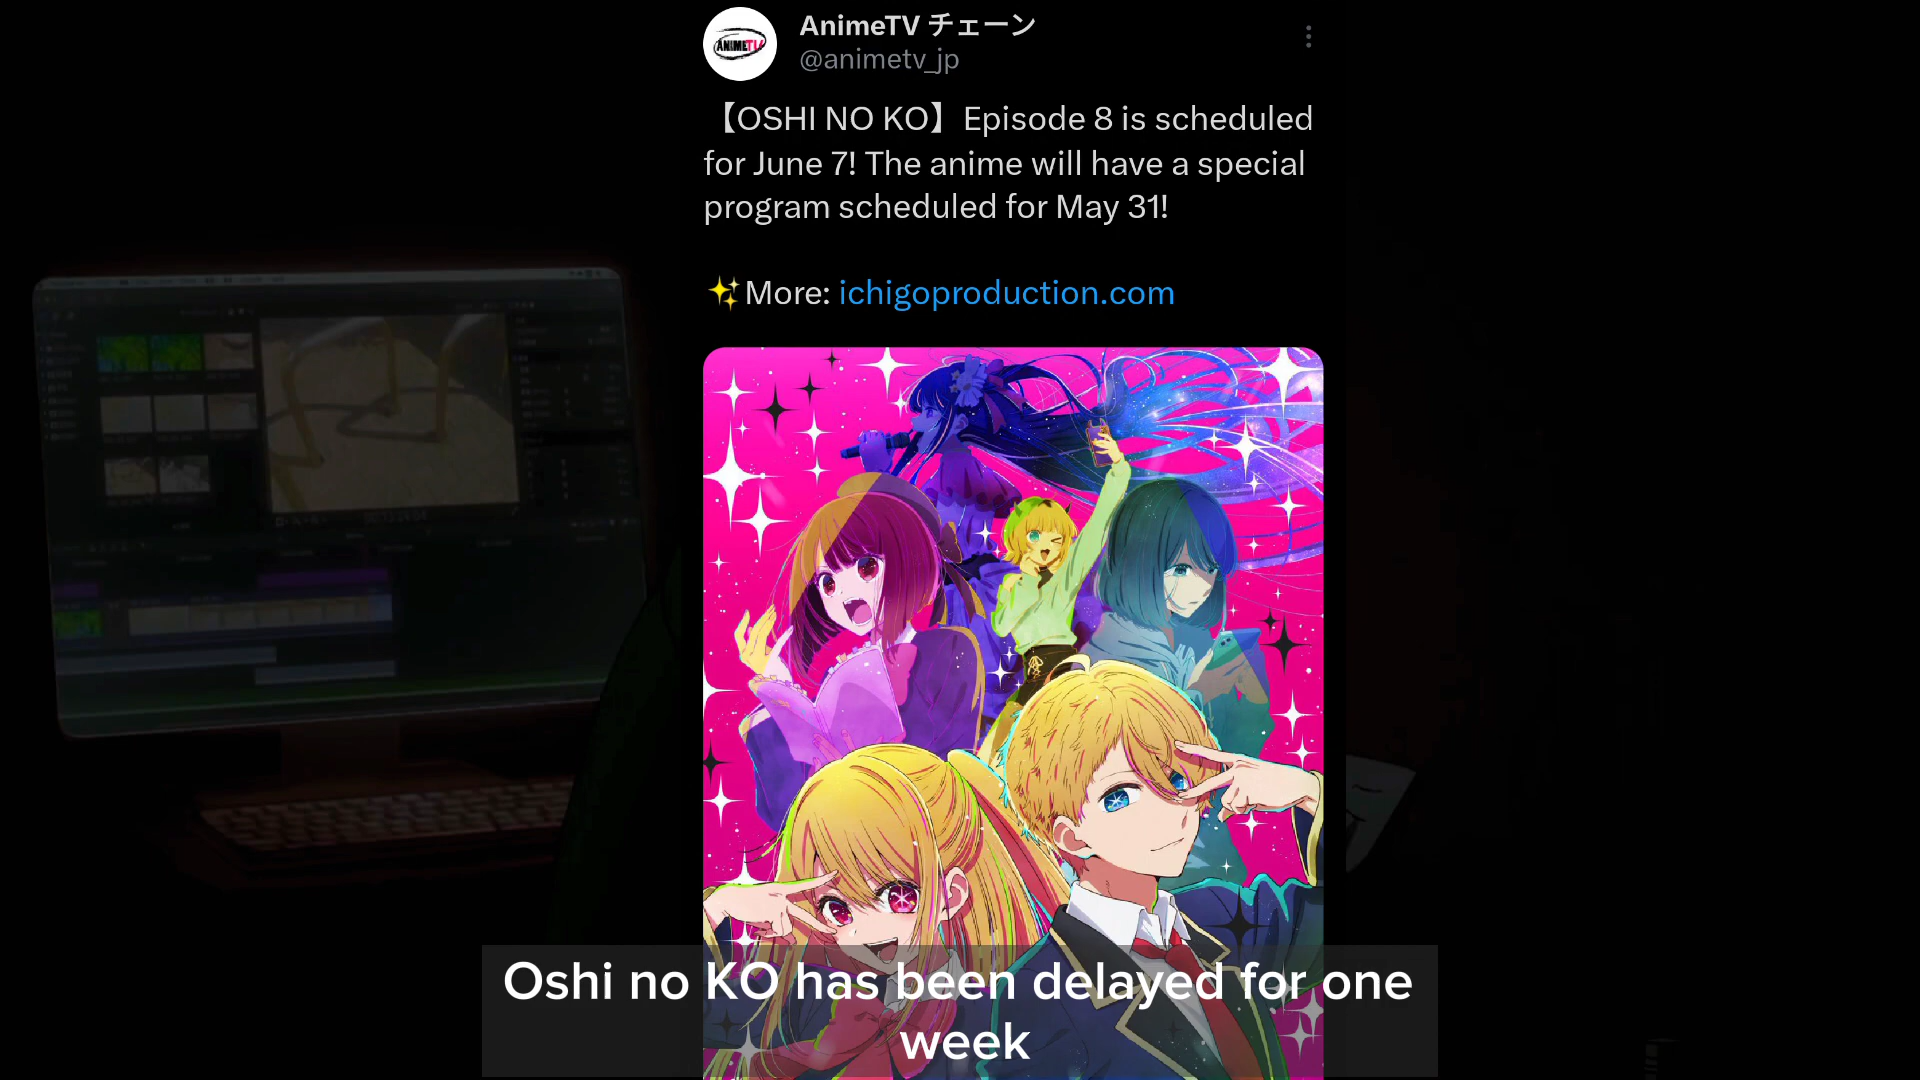 ANIMETV
AnimeTV チェーン
@animetv_jp
【OSHI NO KO】Episode 8 is scheduled
for June 7! The anime will have a special
program scheduled for May 31!
✨More: ichigoproduction.com
Oshi no KO has been delayed for one
week